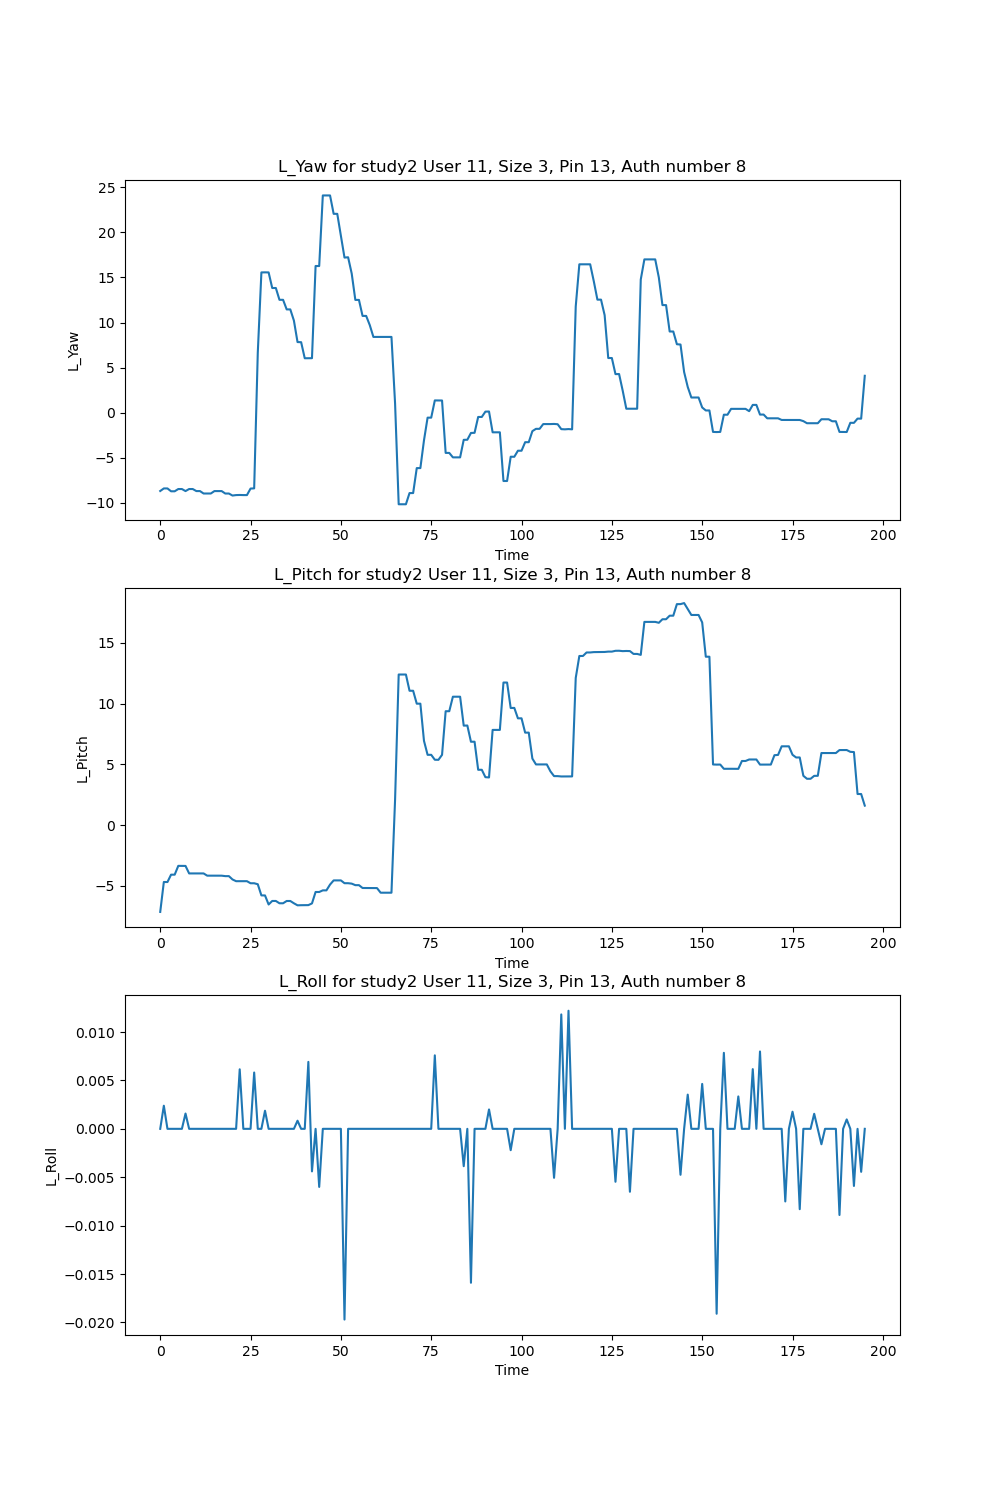 L_Yaw for study2 User 11, Size 3, Pin 13, Auth number 8
25
20
15
10
5
0
−5
−10
L_Yaw
0 25 50 75 100 125 150 175 200
Time
L_Pitch for study2 User 11, Size 3, Pin 13, Auth number 8
15
10
5
0
−5
L_Pitch
0 25 50 75 100 125 150 175 200
Time
L_Roll for study2 User 11, Size 3, Pin 13, Auth number 8
0.010
0.005
0.000
−0.005
−0.010
−0.015
−0.020
L_Roll
0 25 50 75 100 125 150 175 200
Time